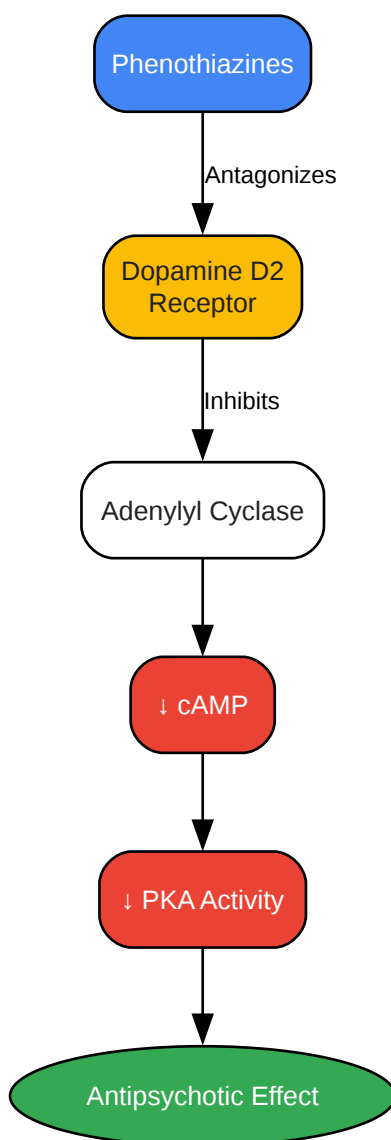 Phenothiazines
Antagonizes
Dopamine D2
Receptor
Inhibits
Adenylyl Cyclase
↓ cAMP
↓ PKA Activity
Antipsychotic Effect